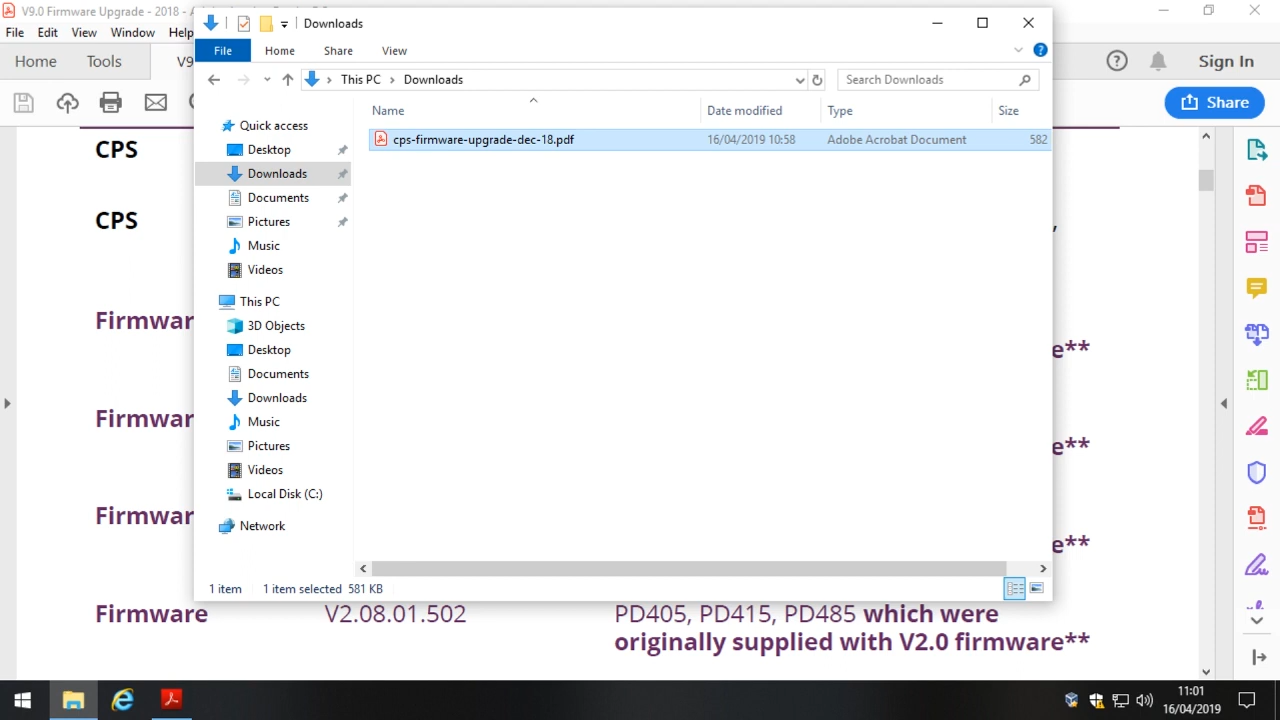 V9.0 Firmware Upgrade - 2018 - A
File Edit View Window Help
Home Tools V9
Sign In
Share
Downloads
File Home Share View
This PC Downloads
Search Downloads
Name Date modified Type Size
cps-firmware-upgrade-dec-18.pdf 16/04/2019 10:58 Adobe Acrobat Document 582
Quick access
Desktop
Downloads
Documents
Pictures
Music
Videos
This PC
3D Objects
Desktop
Documents
Downloads
Music
Pictures
Videos
Local Disk (C:)
Network
1 item 1 item selected 581 KB
CPS
CPS ,
Firmwar
e**
Firmwar
e**
Firmwar
e**
Firmware V2.08.01.502 PD405, PD415, PD485 which were
originally supplied with V2.0 firmware**
11:01
16/04/2019